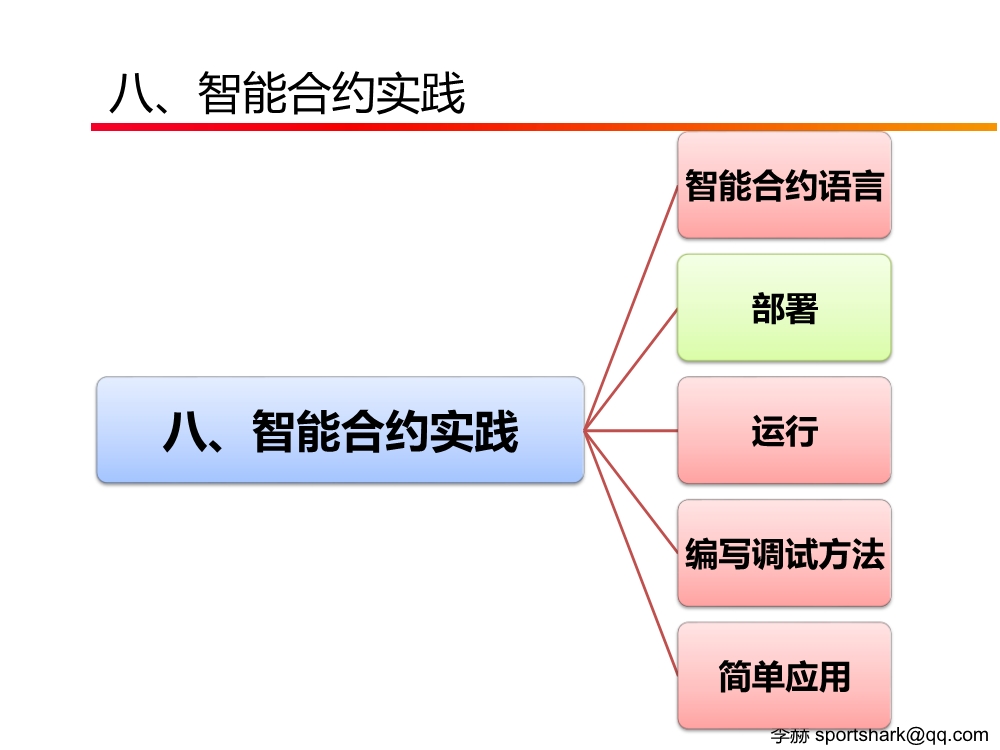 八、智能合约实践
智能合约语言
部署
八、智能合约实践
运行
编写调试方法
简单应用
李赫 sportshark@qq.com